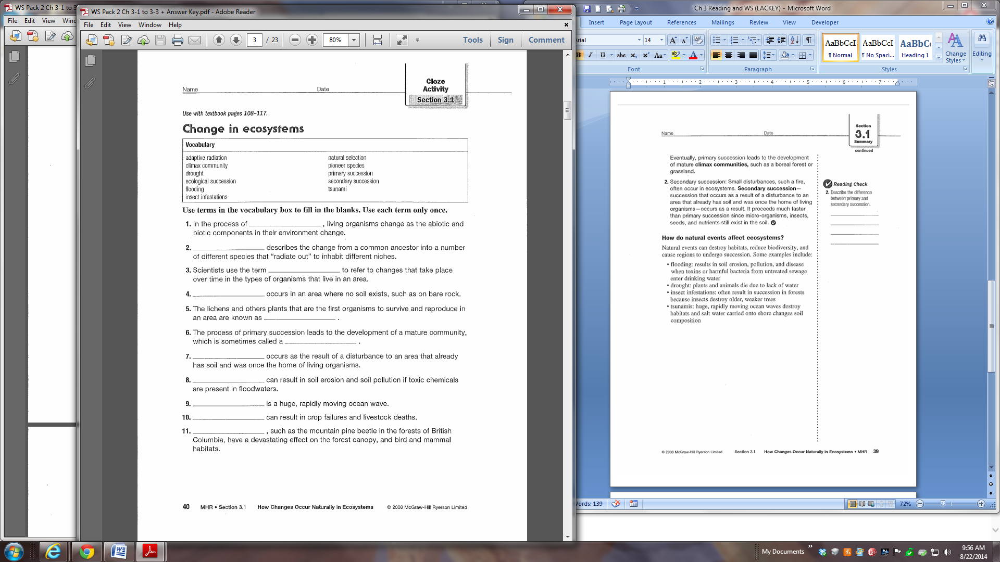 WS Pack 2 Ch 3-1 to 3
File Edit View Wind
WS Pack 2 Ch 3-1 to 3-3 + Answer Key.pdf - Adobe Reader
File Edit View Window Help
3 / 23
80%
Tools Sign Comment
Name Date
Cloze
Activity
Section 3.1
Use with textbook pages 108–117.
Change in ecosystems
Vocabulary
adaptive radiation
climax community
drought
ecological succession
flooding
insect infestations
natural selection
pioneer species
primary succession
secondary succession
tsunami
Use terms in the vocabulary box to fill in the blanks. Use each term only once.
1. In the process of ____________________ , living organisms change as the abiotic and
biotic components in their environment change.
2. ____________________ describes the change from a common ancestor into a number
of different species that “radiate out” to inhabit different niches.
3. Scientists use the term ____________________ to refer to changes that take place
over time in the types of organisms that live in an area.
4. ____________________ occurs in an area where no soil exists, such as on bare rock.
5. The lichens and others plants that are the first organisms to survive and reproduce in
an area are known as ____________________ .
6. The process of primary succession leads to the development of a mature community,
which is sometimes called a ____________________ .
7. ____________________ occurs as the result of a disturbance to an area that already
has soil and was once the home of living organisms.
8. ____________________ can result in soil erosion and soil pollution if toxic chemicals
are present in floodwaters.
9. ____________________ is a huge, rapidly moving ocean wave.
10. ____________________ can result in crop failures and livestock deaths.
11. ____________________ , such as the mountain pine beetle in the forests of British
Columbia, have a devastating effect on the forest canopy, and bird and mammal
habitats.
40 MHR • Section 3.1 How Changes Occur Naturally in Ecosystems © 2008 McGraw-Hill Ryerson Limited
Ch 3 Reading and WS (LACKEY) - Microsoft Word
Insert Page Layout References Mailings Review View Developer
rial 14
AaBbCcI AaBbCcI AaBbCc
¶ Normal ¶ No Spaci... Heading 1
Change
Styles
Editing
Font Paragraph Styles
1 2 3 4 5 6 7
Name Date
Section
3.1
Summary
continued
Eventually, primary succession leads to the development
of mature climax communities, such as a boreal forest or
grassland.
2. Secondary succession: Small disturbances, such a fire,
often occur in ecosystems. Secondary succession—
succession that occurs as a result of a disturbance to an
area that already has soil and was once the home of living
organisms—occurs as a result. It proceeds much faster
than primary succession since micro-organisms, insects,
seeds, and nutrients still exist in the soil.
Reading Check
2. Describe the difference
between primary and
secondary succession.
How do natural events affect ecosystems?
Natural events can destroy habitats, reduce biodiversity, and
cause regions to undergo succession. Some examples include:
• flooding: results in soil erosion, pollution, and disease
when toxins or harmful bacteria from untreated sewage
enter drinking water
• drought: plants and animals die due to lack of water
• insect infestations: often result in succession in forests
because insects destroy older, weaker trees
• tsunamis: huge, rapidly moving ocean waves destroy
habitats and salt water carried onto shore changes soil
composition
© 2008 McGraw-Hill Ryerson Limited Section 3.1 How Changes Occur Naturally in Ecosystems • MHR 39
Words: 139
72%
My Documents
9:56 AM
8/22/2014